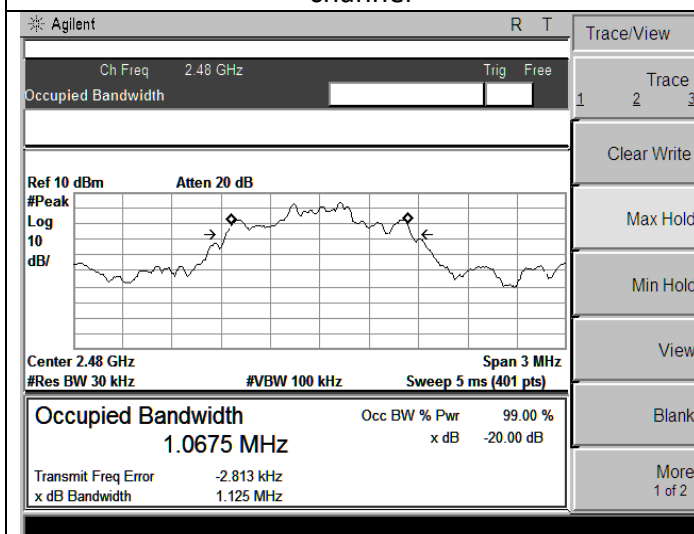 channel
Agilent R T
Ch Freq 2.48 GHz Trig Free
Occupied Bandwidth
Ref 10 dBm Atten 20 dB
#Peak
Log
10
dB/
Center 2.48 GHz Span 3 MHz
#Res BW 30 kHz #VBW 100 kHz Sweep 5 ms (401 pts)
Occupied Bandwidth Occ BW % Pwr 99.00 %
1.0675 MHz x dB -20.00 dB
Transmit Freq Error -2.813 kHz
x dB Bandwidth 1.125 MHz
Trace/View
Trace
1 2 3
Clear Write
Max Hold
Min Hold
View
Blank
More
1 of 2